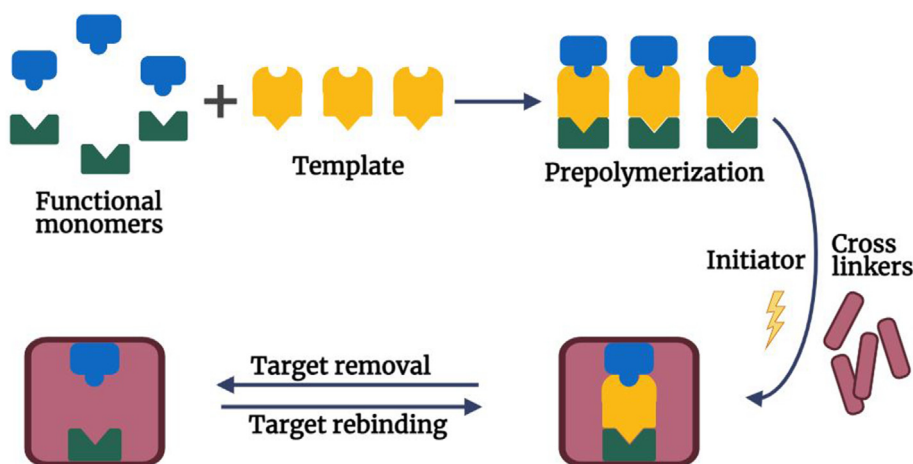 Functional
monomers
+
Template
Prepolymerization
Initiator
Cross
linkers
Target removal
Target rebinding